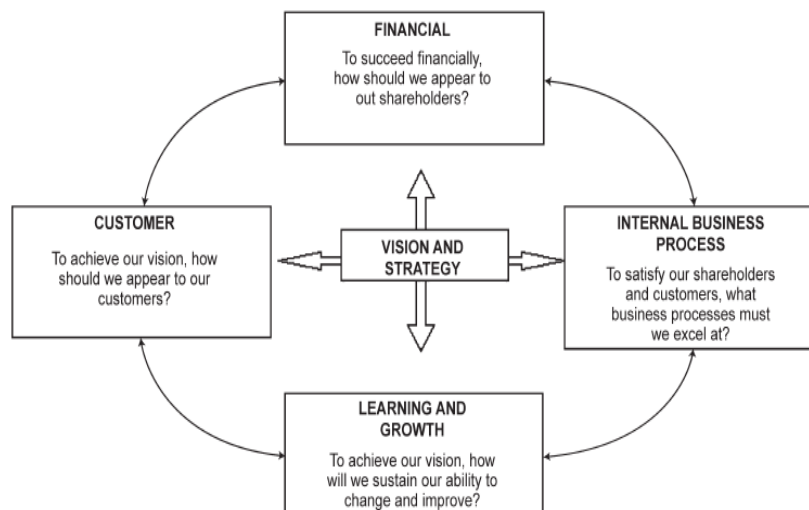 FINANCIAL
To succeed financially,
how should we appear to
out shareholders?
CUSTOMER
To achieve our vision, how
should we appear to our
customers?
VISION AND
STRATEGY
INTERNAL BUSINESS
PROCESS
To satisfy our shareholders
and customers, what
business processes must
we excel at?
LEARNING AND
GROWTH
To achieve our vision, how
will we sustain our ability to
change and improve?